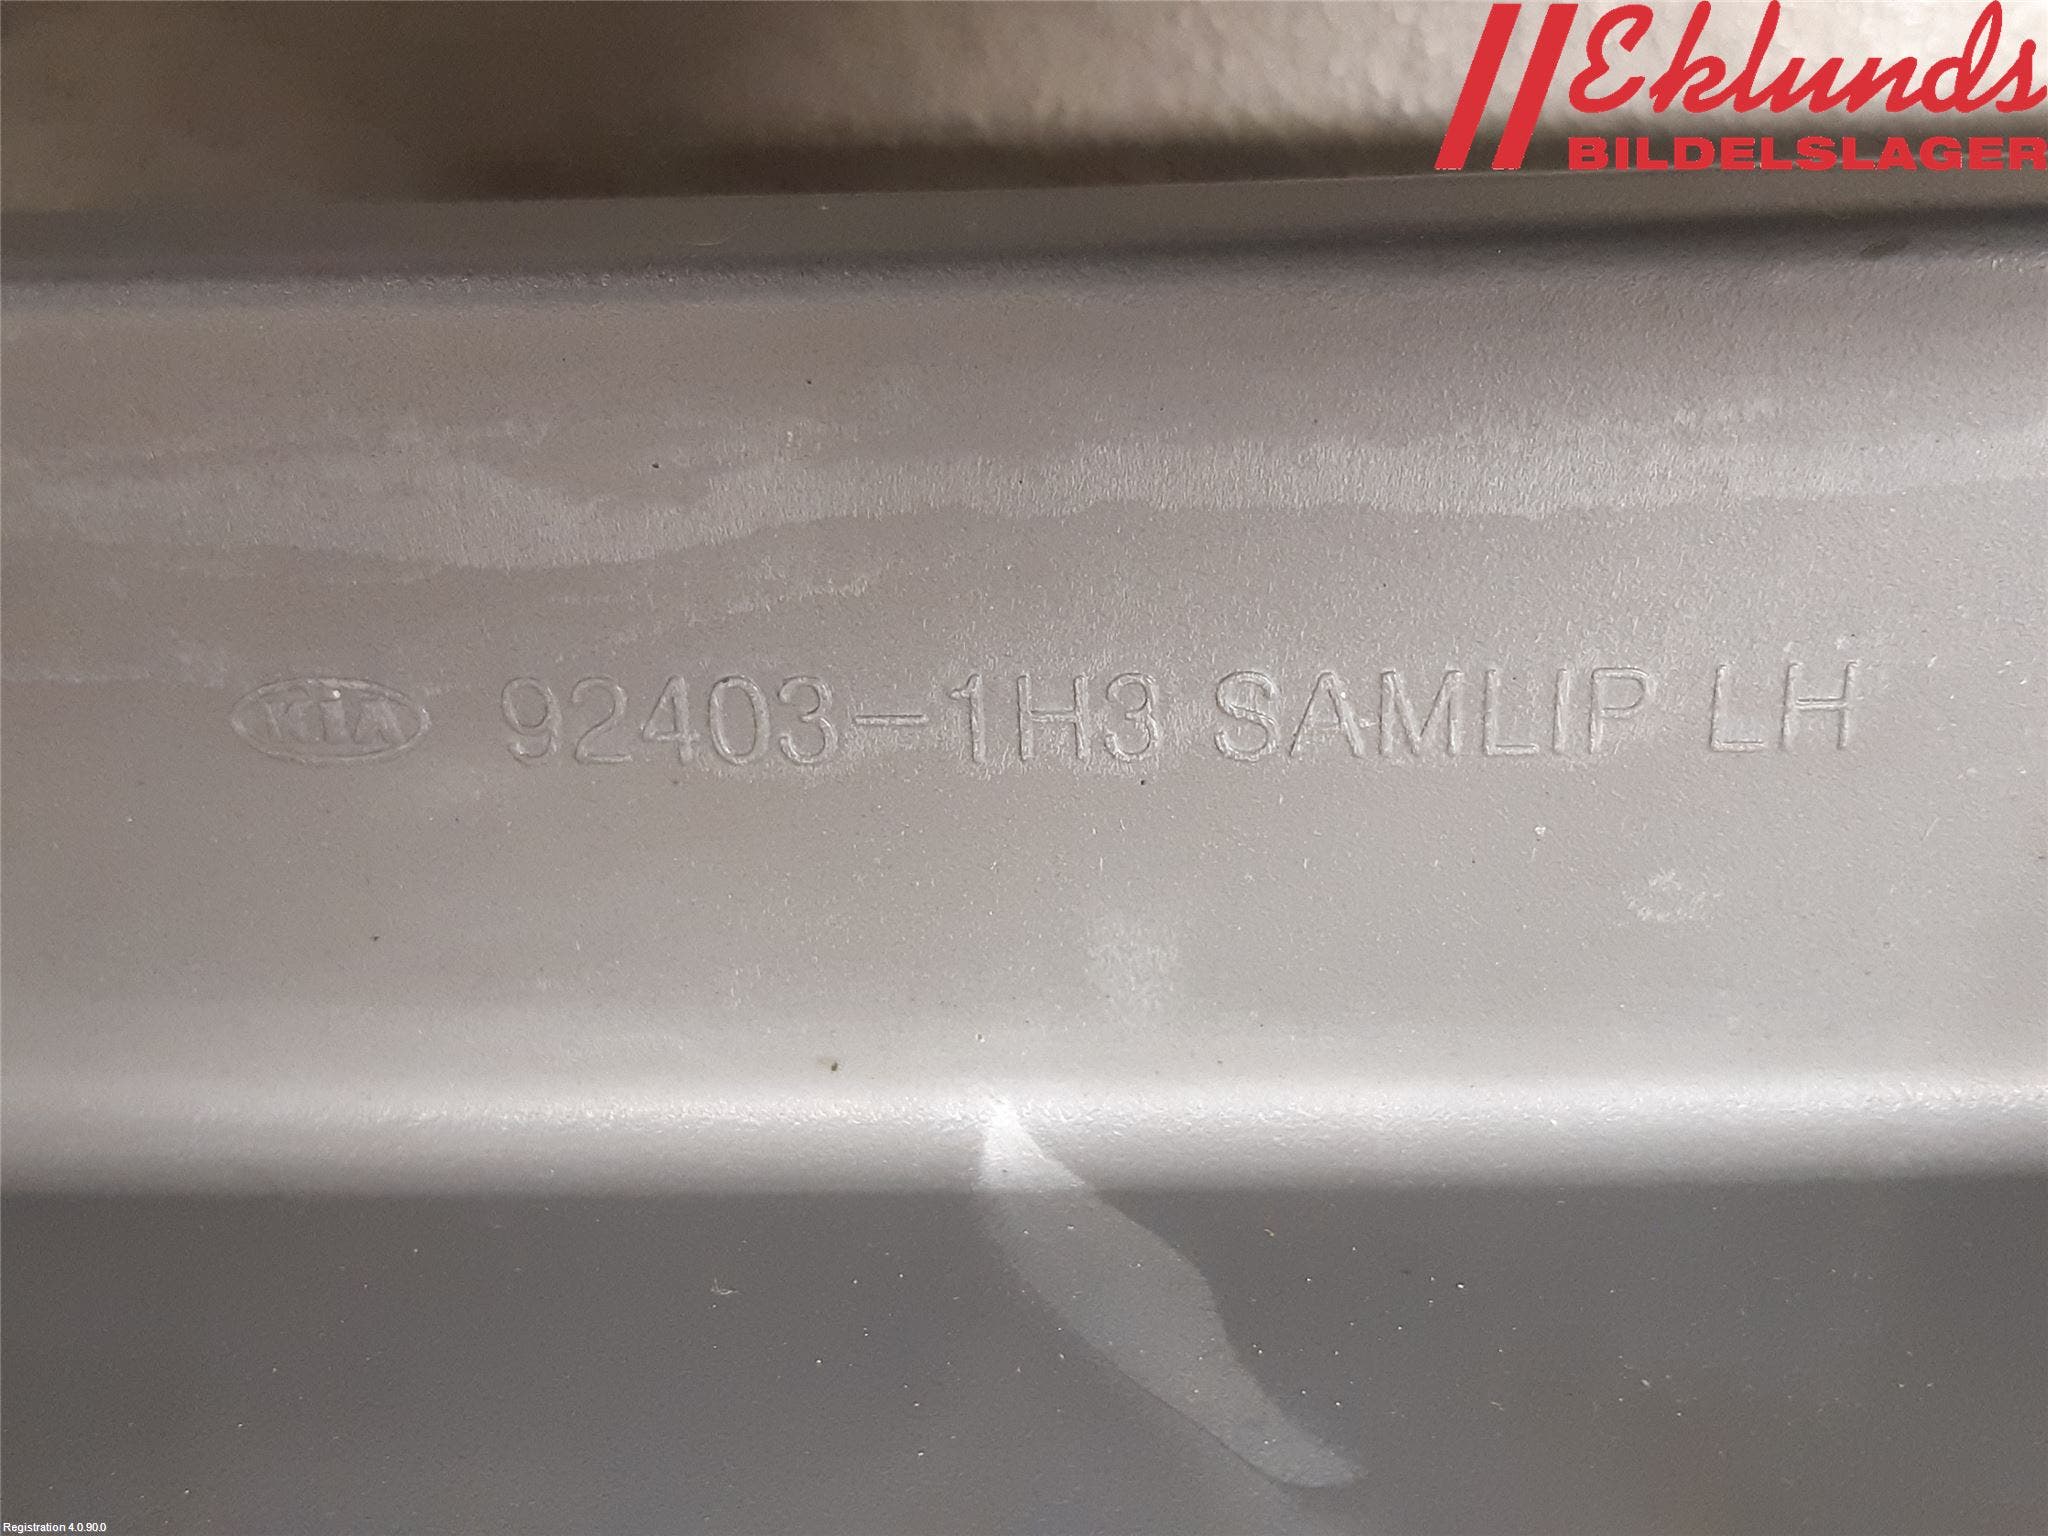 Eklunds
BILDELSLAGER
KIA 92403-1H3 SAMLIP LH
Registration 4.0.90.0